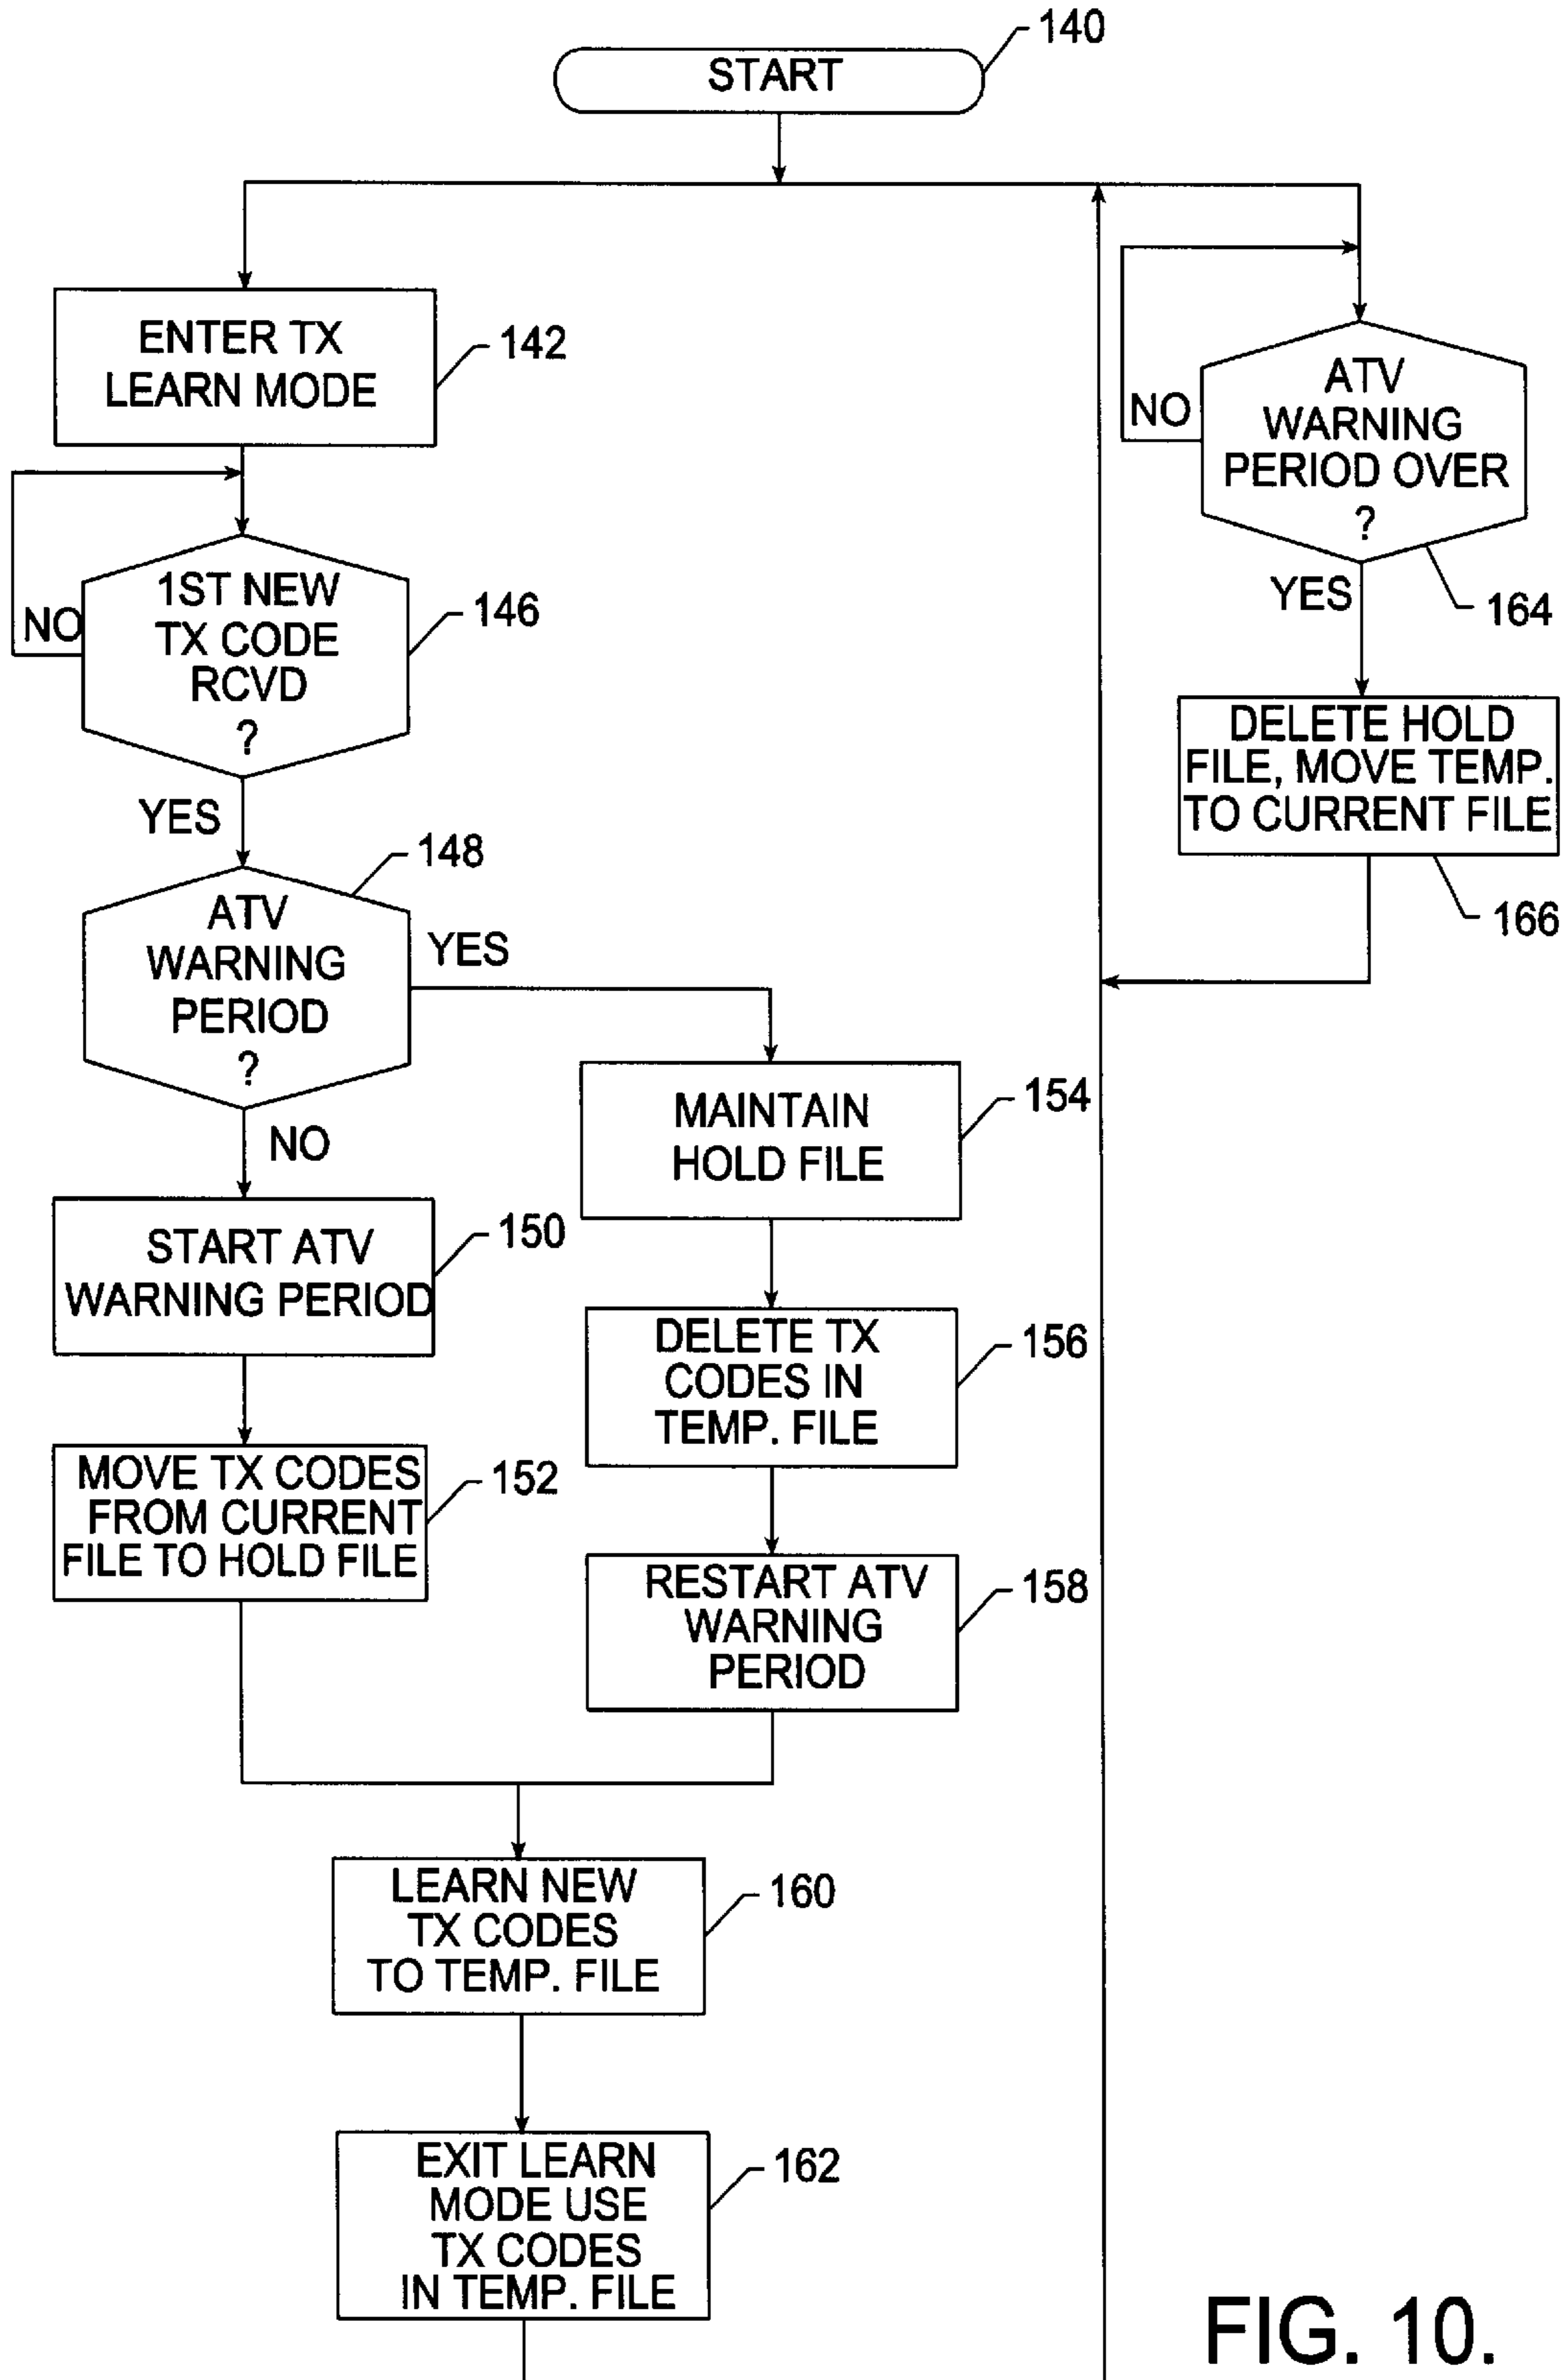 START
140
ENTER TX
LEARN MODE
142
NO
1ST NEW
TX CODE
RCVD
?
146
YES
ATV
WARNING
PERIOD
?
148
YES
NO
START ATV
WARNING PERIOD
150
MOVE TX CODES
FROM CURRENT
FILE TO HOLD FILE
152
MAINTAIN
HOLD FILE
154
DELETE TX
CODES IN
TEMP. FILE
156
RESTART ATV
WARNING
PERIOD
158
LEARN NEW
TX CODES
TO TEMP. FILE
160
EXIT LEARN
MODE USE
TX CODES
IN TEMP. FILE
162
NO
ATV
WARNING
PERIOD OVER
?
164
YES
DELETE HOLD
FILE, MOVE TEMP.
TO CURRENT FILE
166
FIG. 10.